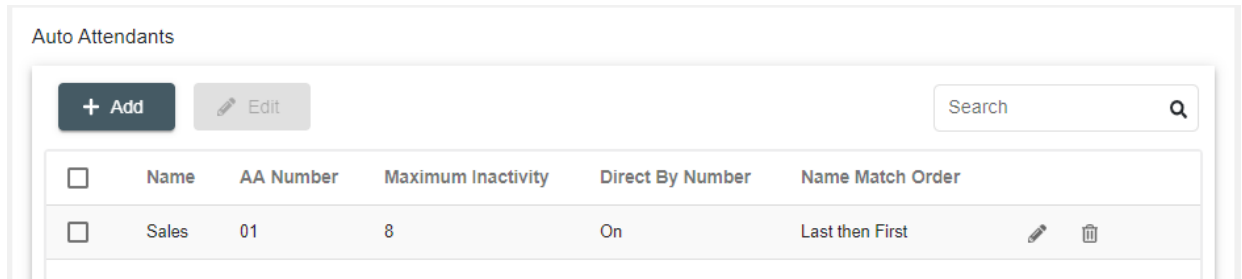 Auto Attendants
+ Add Edit Search
Name AA Number Maximum Inactivity Direct By Number Name Match Order
Sales 01 8 On Last then First